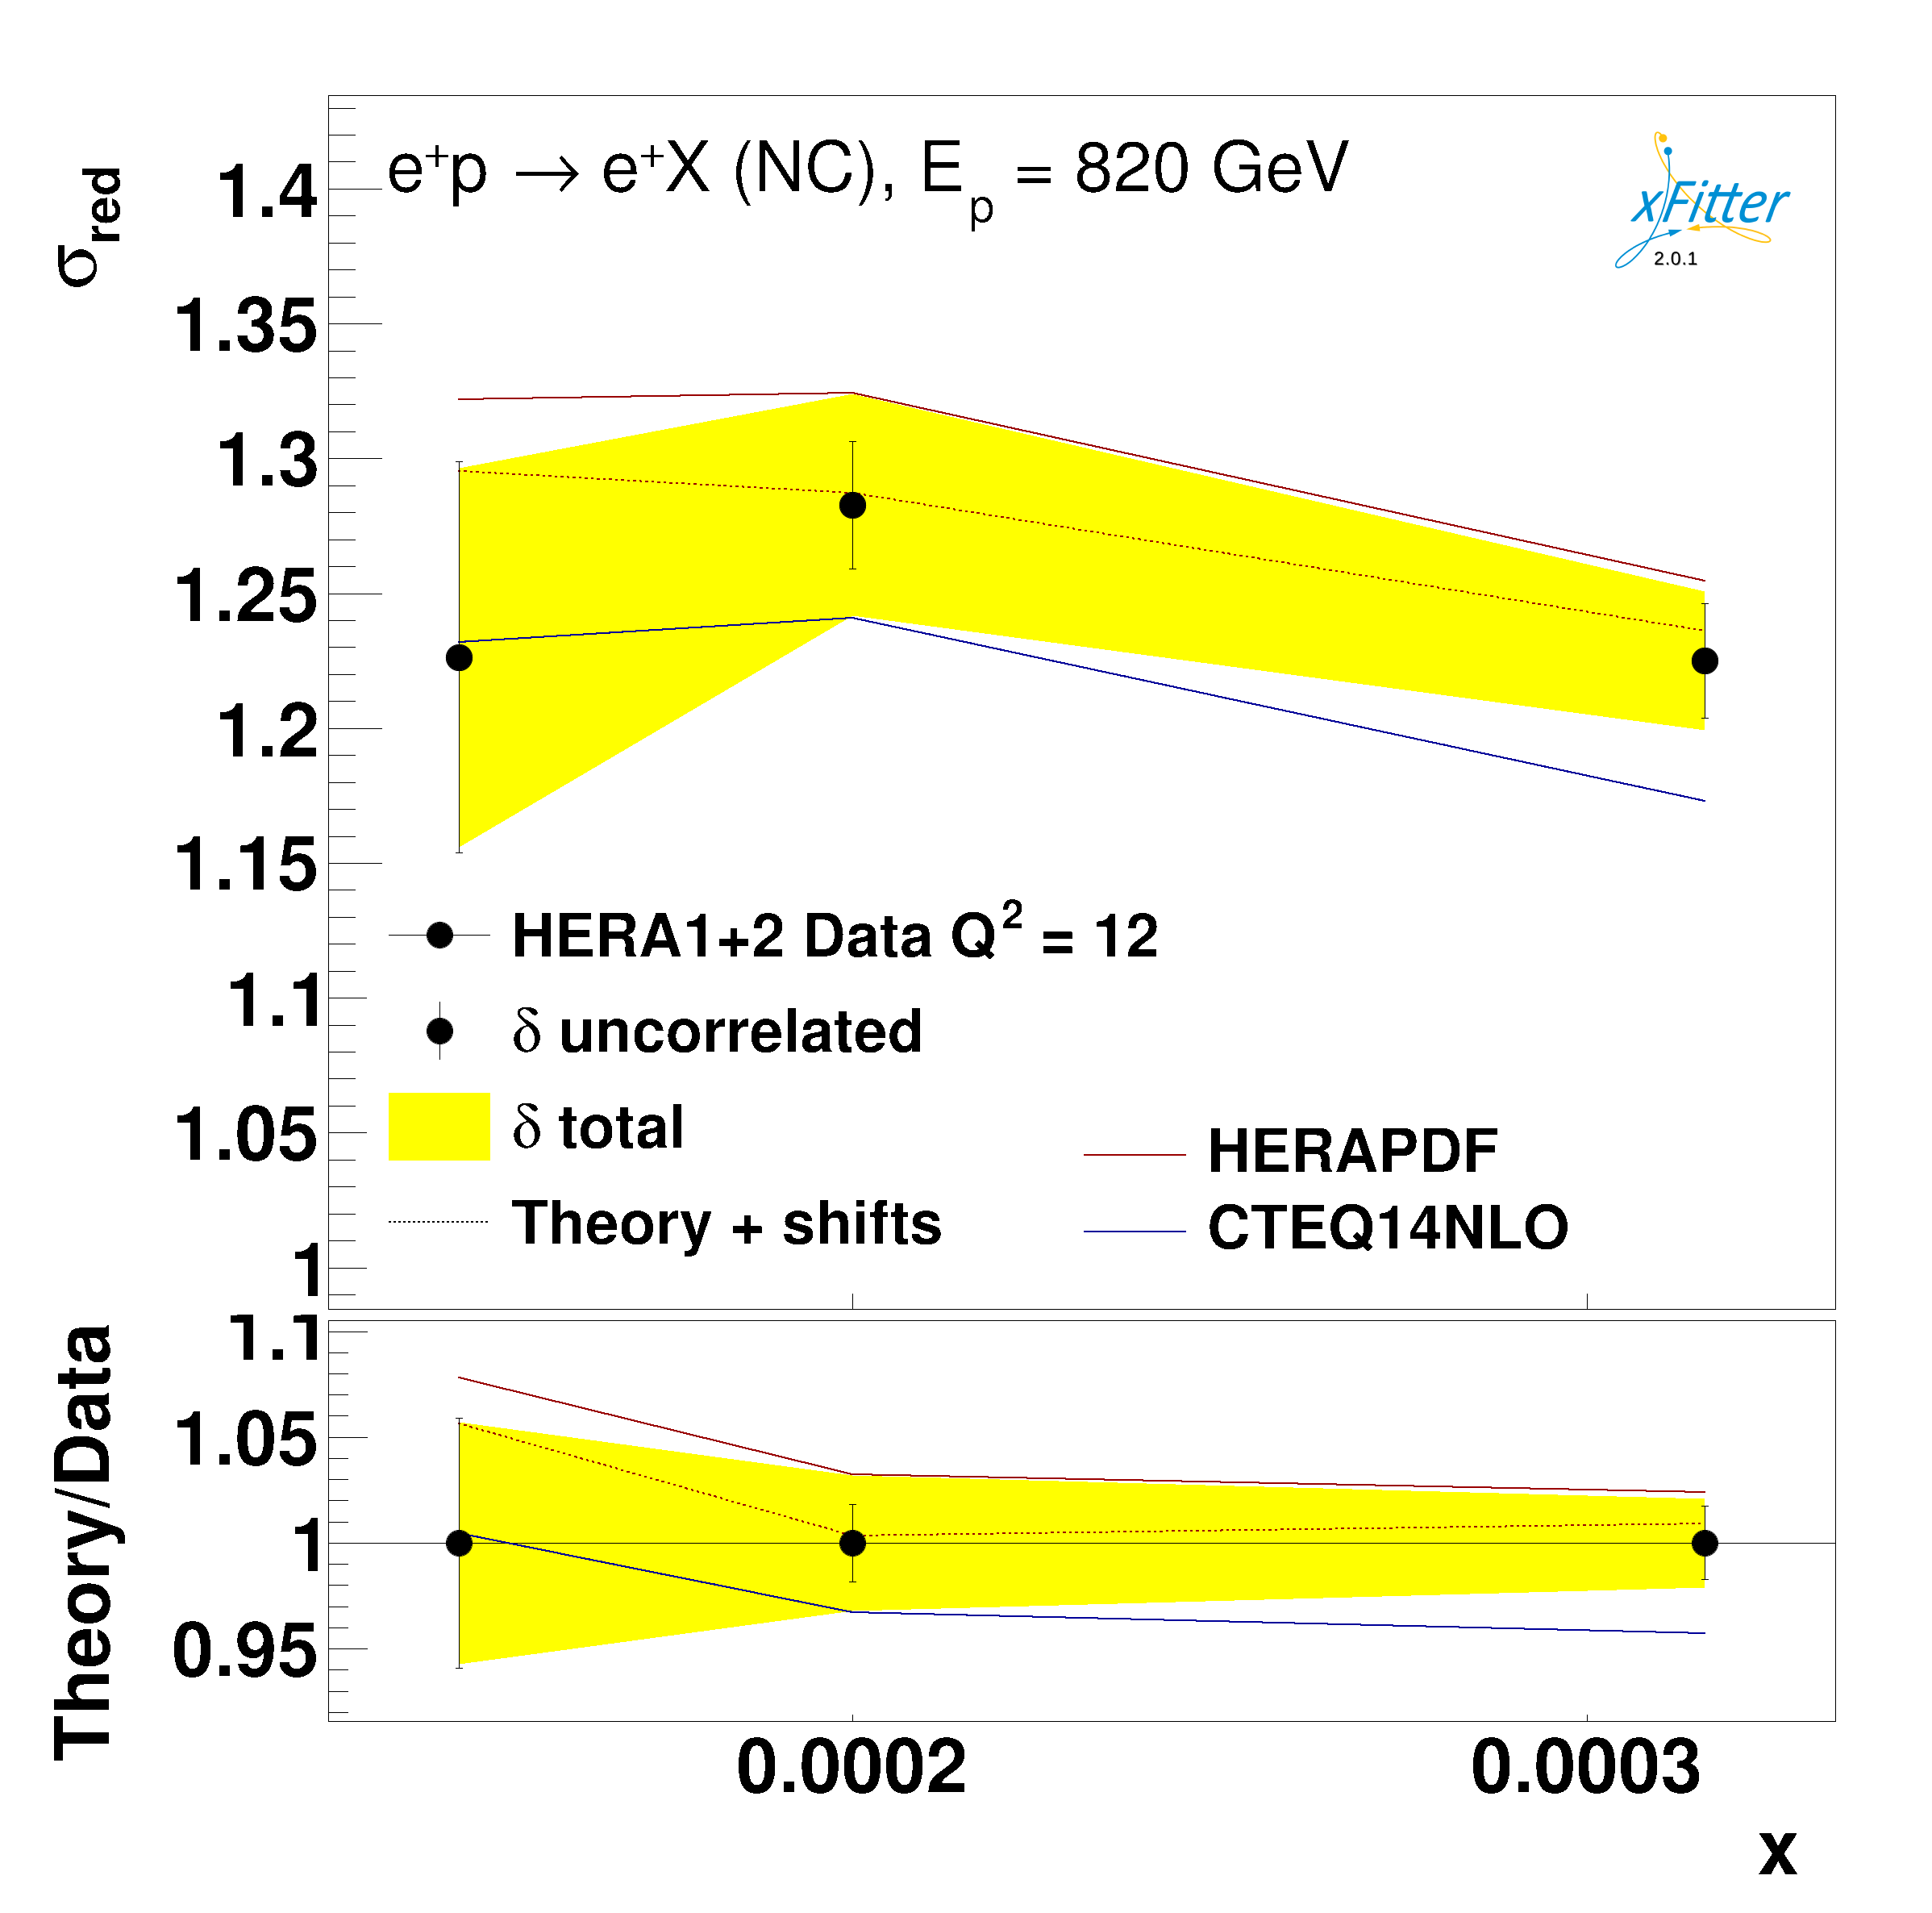 e⁺p → e⁺X (NC), Eₚ = 820 GeV
xFitter
2.0.1
σred
1.4
1.35
1.3
1.25
1.2
1.15
1.1
1.05
1
HERA1+2 Data Q² = 12
δ uncorrelated
δ total
Theory + shifts
HERAPDF
CTEQ14NLO
Theory/Data
1.1
1.05
1
0.95
0.0002
0.0003
x